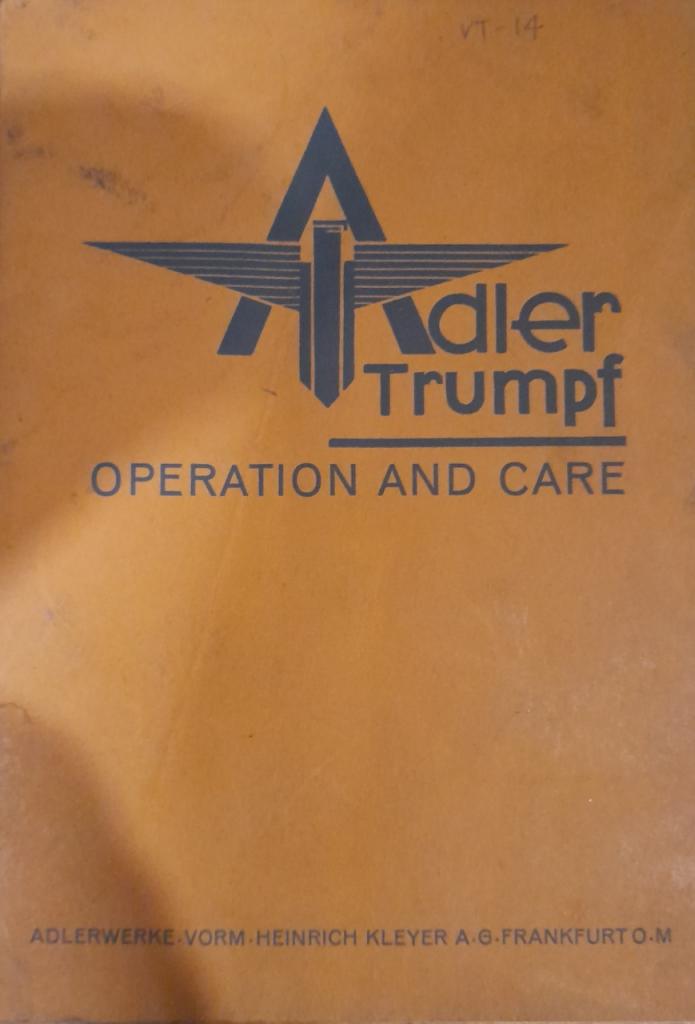 VT-14
Adler
Trumpf
OPERATION AND CARE
ADLERWERKE·VORM·HEINRICH KLEYER A·G·FRANKFURT O·M